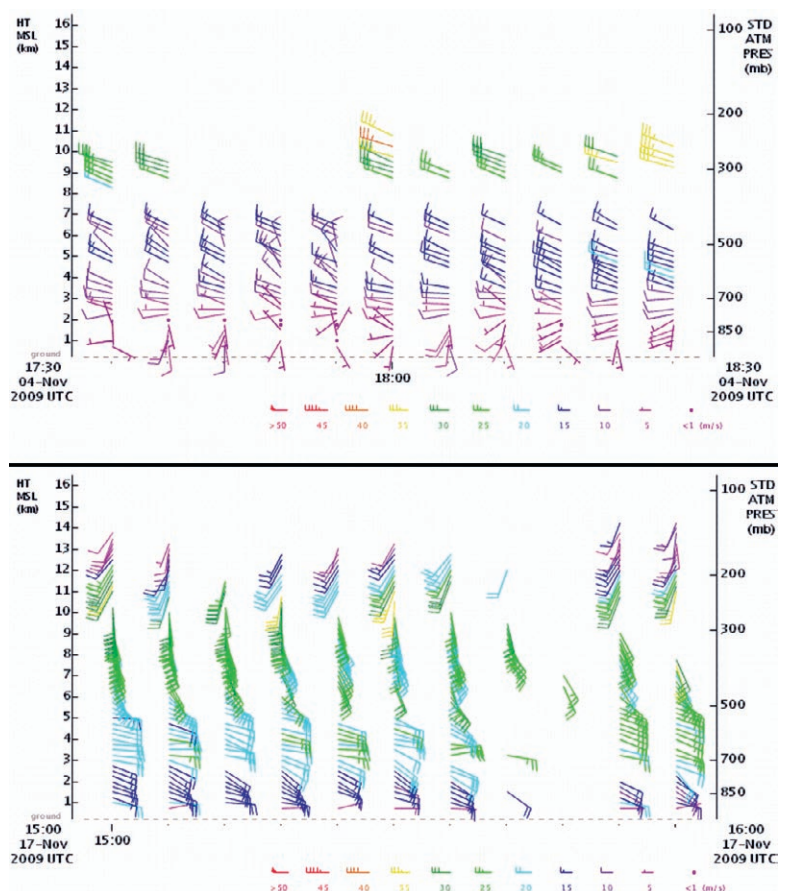 HT
MSL
(km)
16
15
14
13
12
11
10
9
8
7
6
5
4
3
2
1
ground
STD
ATM
PRES
(mb)
100
200
300
500
700
850
17:30
04-Nov
2009 UTC
18:00
18:30
04-Nov
2009 UTC
>50 45 40 35 30 25 20 15 10 5 <1 (m/s)
HT
MSL
(km)
16
15
14
13
12
11
10
9
8
7
6
5
4
3
2
1
ground
STD
ATM
PRES
(mb)
100
200
300
500
700
850
15:00
17-Nov
2009 UTC
15:00
16:00
17-Nov
2009 UTC
>50 45 40 35 30 25 20 15 10 5 <1 (m/s)